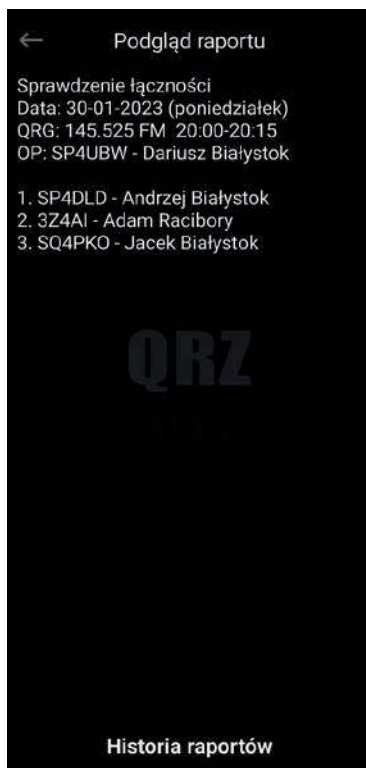 Podgląd raportu
Sprawdzenie łączności
Data: 30-01-2023 (poniedziałek)
QRG: 145.525 FM 20:00-20:15
OP: SP4UBW - Dariusz Białystok
1. SP4DLD - Andrzej Białystok
2. 3Z4AI - Adam Racibory
3. SQ4PKO - Jacek Białystok
QRZ
Historia raportów